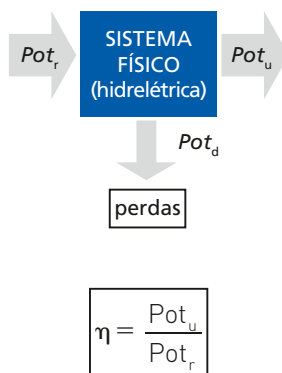 SISTEMA
FÍSICO
(hidrelétrica)
Pot_r
Pot_u
Pot_d
perdas
η = Pot_u / Pot_r